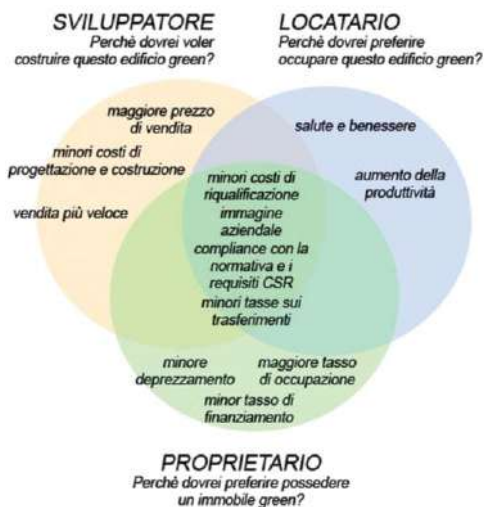 SVILUPPATORE
Perchè dovrei voler
costruire questo edificio green?
LOCATARIO
Perchè dovrei preferire
occupare questo edificio green?
maggiore prezzo
di vendita
minori costi di
progettazione e costruzione
vendita più veloce
salute e benessere
aumento della
produttività
minori costi di
riqualificazione
immagine
aziendale
compliance con la
normativa e i
requisiti CSR
minori tasse sui
trasferimenti
minore
deprezzamento
maggiore tasso
di occupazione
minor tasso di
finanziamento
PROPRIETARIO
Perchè dovrei preferire possedere
un immobile green?